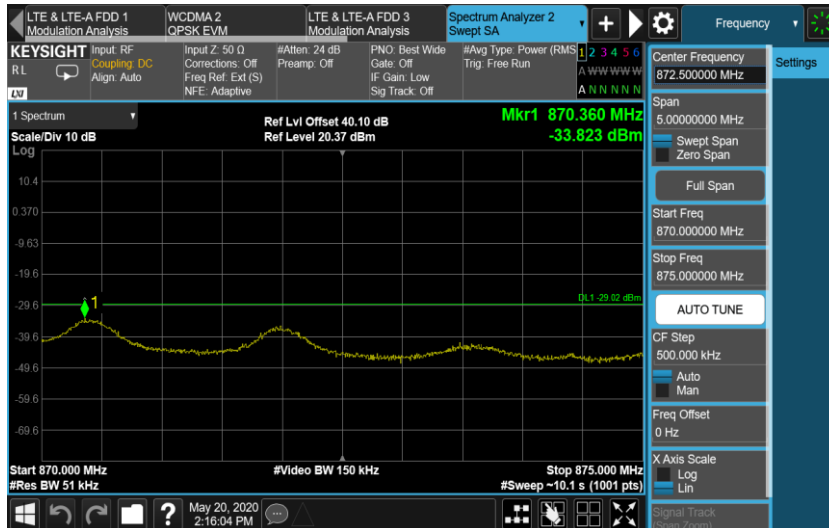 LTE & LTE-A FDD 1
Modulation Analysis
WCDMA 2
QPSK EVM
LTE & LTE-A FDD 3
Modulation Analysis
Spectrum Analyzer 2
Swept SA
Frequency
KEYSIGHT
RL
LXI
Input: RF
Coupling: DC
Align: Auto
Input Z: 50 Ω
Corrections: Off
Freq Ref: Ext (S)
NFE: Adaptive
#Atten: 24 dB
Preamp: Off
PNO: Best Wide
Gate: Off
IF Gain: Low
Sig Track: Off
#Avg Type: Power (RMS
Trig: Free Run
1 2 3 4 5 6
A W W W W W
A N N N N N
1 Spectrum
Scale/Div 10 dB
Log
Ref Lvl Offset 40.10 dB
Ref Level 20.37 dBm
Mkr1 870.360 MHz
-33.823 dBm
10.4
0.370
-9.63
-19.6
-29.6
-39.6
-49.6
-59.6
-69.6
1
DL1 -29.02 dBm
Start 870.000 MHz
#Res BW 51 kHz
#Video BW 150 kHz
Stop 875.000 MHz
#Sweep ~10.1 s (1001 pts)
Center Frequency
872.500000 MHz
Settings
Span
5.00000000 MHz
Swept Span
Zero Span
Full Span
Start Freq
870.000000 MHz
Stop Freq
875.000000 MHz
AUTO TUNE
CF Step
500.000 kHz
Auto
Man
Freq Offset
0 Hz
X Axis Scale
Log
Lin
Signal Track
(Span Zoom)
?
May 20, 2020
2:16:04 PM